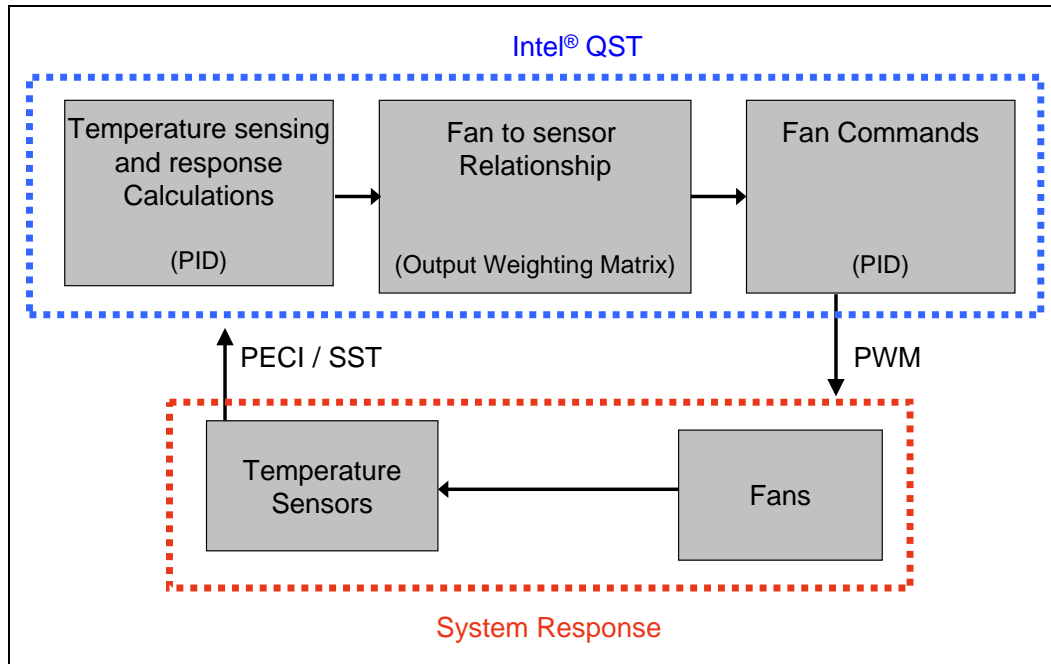 Intel® QST
Temperature sensing
and response
Calculations
(PID)
Fan to sensor
Relationship
(Output Weighting Matrix)
Fan Commands
(PID)
PECI / SST
PWM
Temperature
Sensors
Fans
System Response